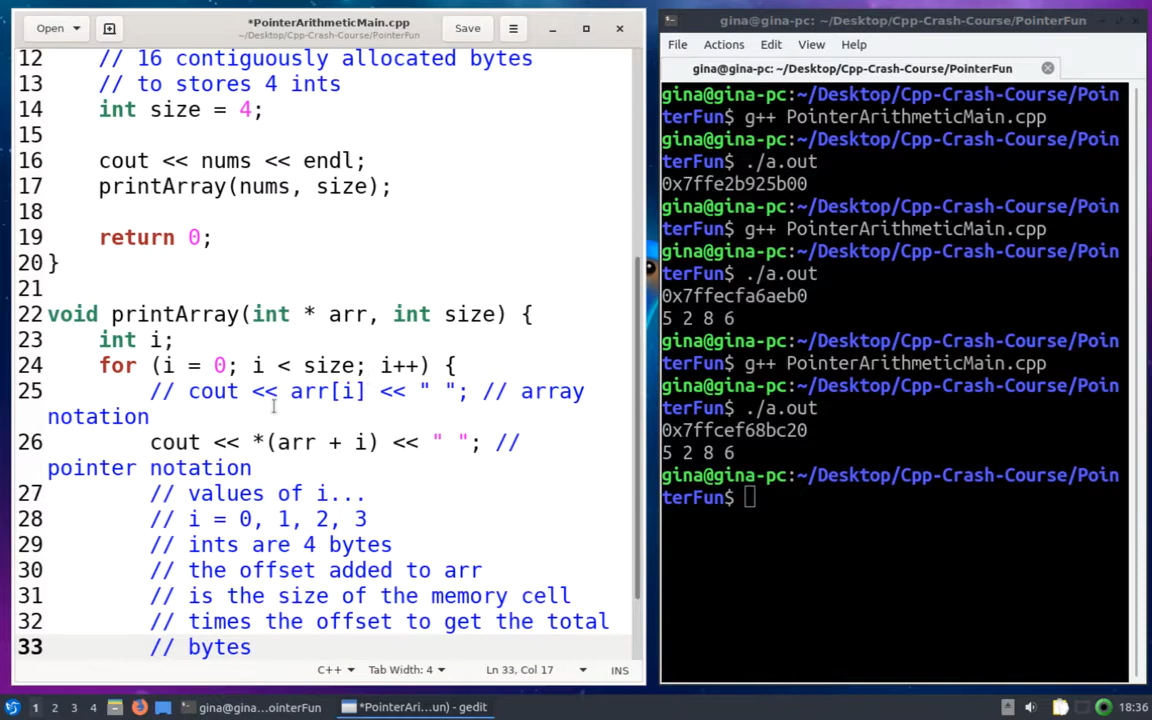 Open
*PointerArithmeticMain.cpp
~/Desktop/Cpp-Crash-Course/PointerFun
Save
12 // 16 contiguously allocated bytes
13 // to stores 4 ints
14 int size = 4;
15
16 cout << nums << endl;
17 printArray(nums, size);
18
19 return 0;
20 }
21
22 void printArray(int * arr, int size) {
23 int i;
24 for (i = 0; i < size; i++) {
25 // cout << arr[i] << " "; // array
notation
26 cout << *(arr + i) << " "; //
pointer notation
27 // values of i...
28 // i = 0, 1, 2, 3
29 // ints are 4 bytes
30 // the offset added to arr
31 // is the size of the memory cell
32 // times the offset to get the total
33 // bytes
C++ Tab Width: 4 Ln 33, Col 17 INS
gina@gina-pc: ~/Desktop/Cpp-Crash-Course/PointerFun
File Actions Edit View Help
gina@gina-pc: ~/Desktop/Cpp-Crash-Course/PointerFun
gina@gina-pc:~/Desktop/Cpp-Crash-Course/Poin
terFun$ g++ PointerArithmeticMain.cpp
gina@gina-pc:~/Desktop/Cpp-Crash-Course/Poin
terFun$ ./a.out
0x7ffe2b925b00
gina@gina-pc:~/Desktop/Cpp-Crash-Course/Poin
terFun$ g++ PointerArithmeticMain.cpp
gina@gina-pc:~/Desktop/Cpp-Crash-Course/Poin
terFun$ ./a.out
0x7ffecfa6aeb0
5 2 8 6
gina@gina-pc:~/Desktop/Cpp-Crash-Course/Poin
terFun$ g++ PointerArithmeticMain.cpp
gina@gina-pc:~/Desktop/Cpp-Crash-Course/Poin
terFun$ ./a.out
0x7ffcef68bc20
5 2 8 6
gina@gina-pc:~/Desktop/Cpp-Crash-Course/Poin
terFun$
1 2 3 4 gina@gina...ointerFun) *PointerAri...un) - gedit 18:36